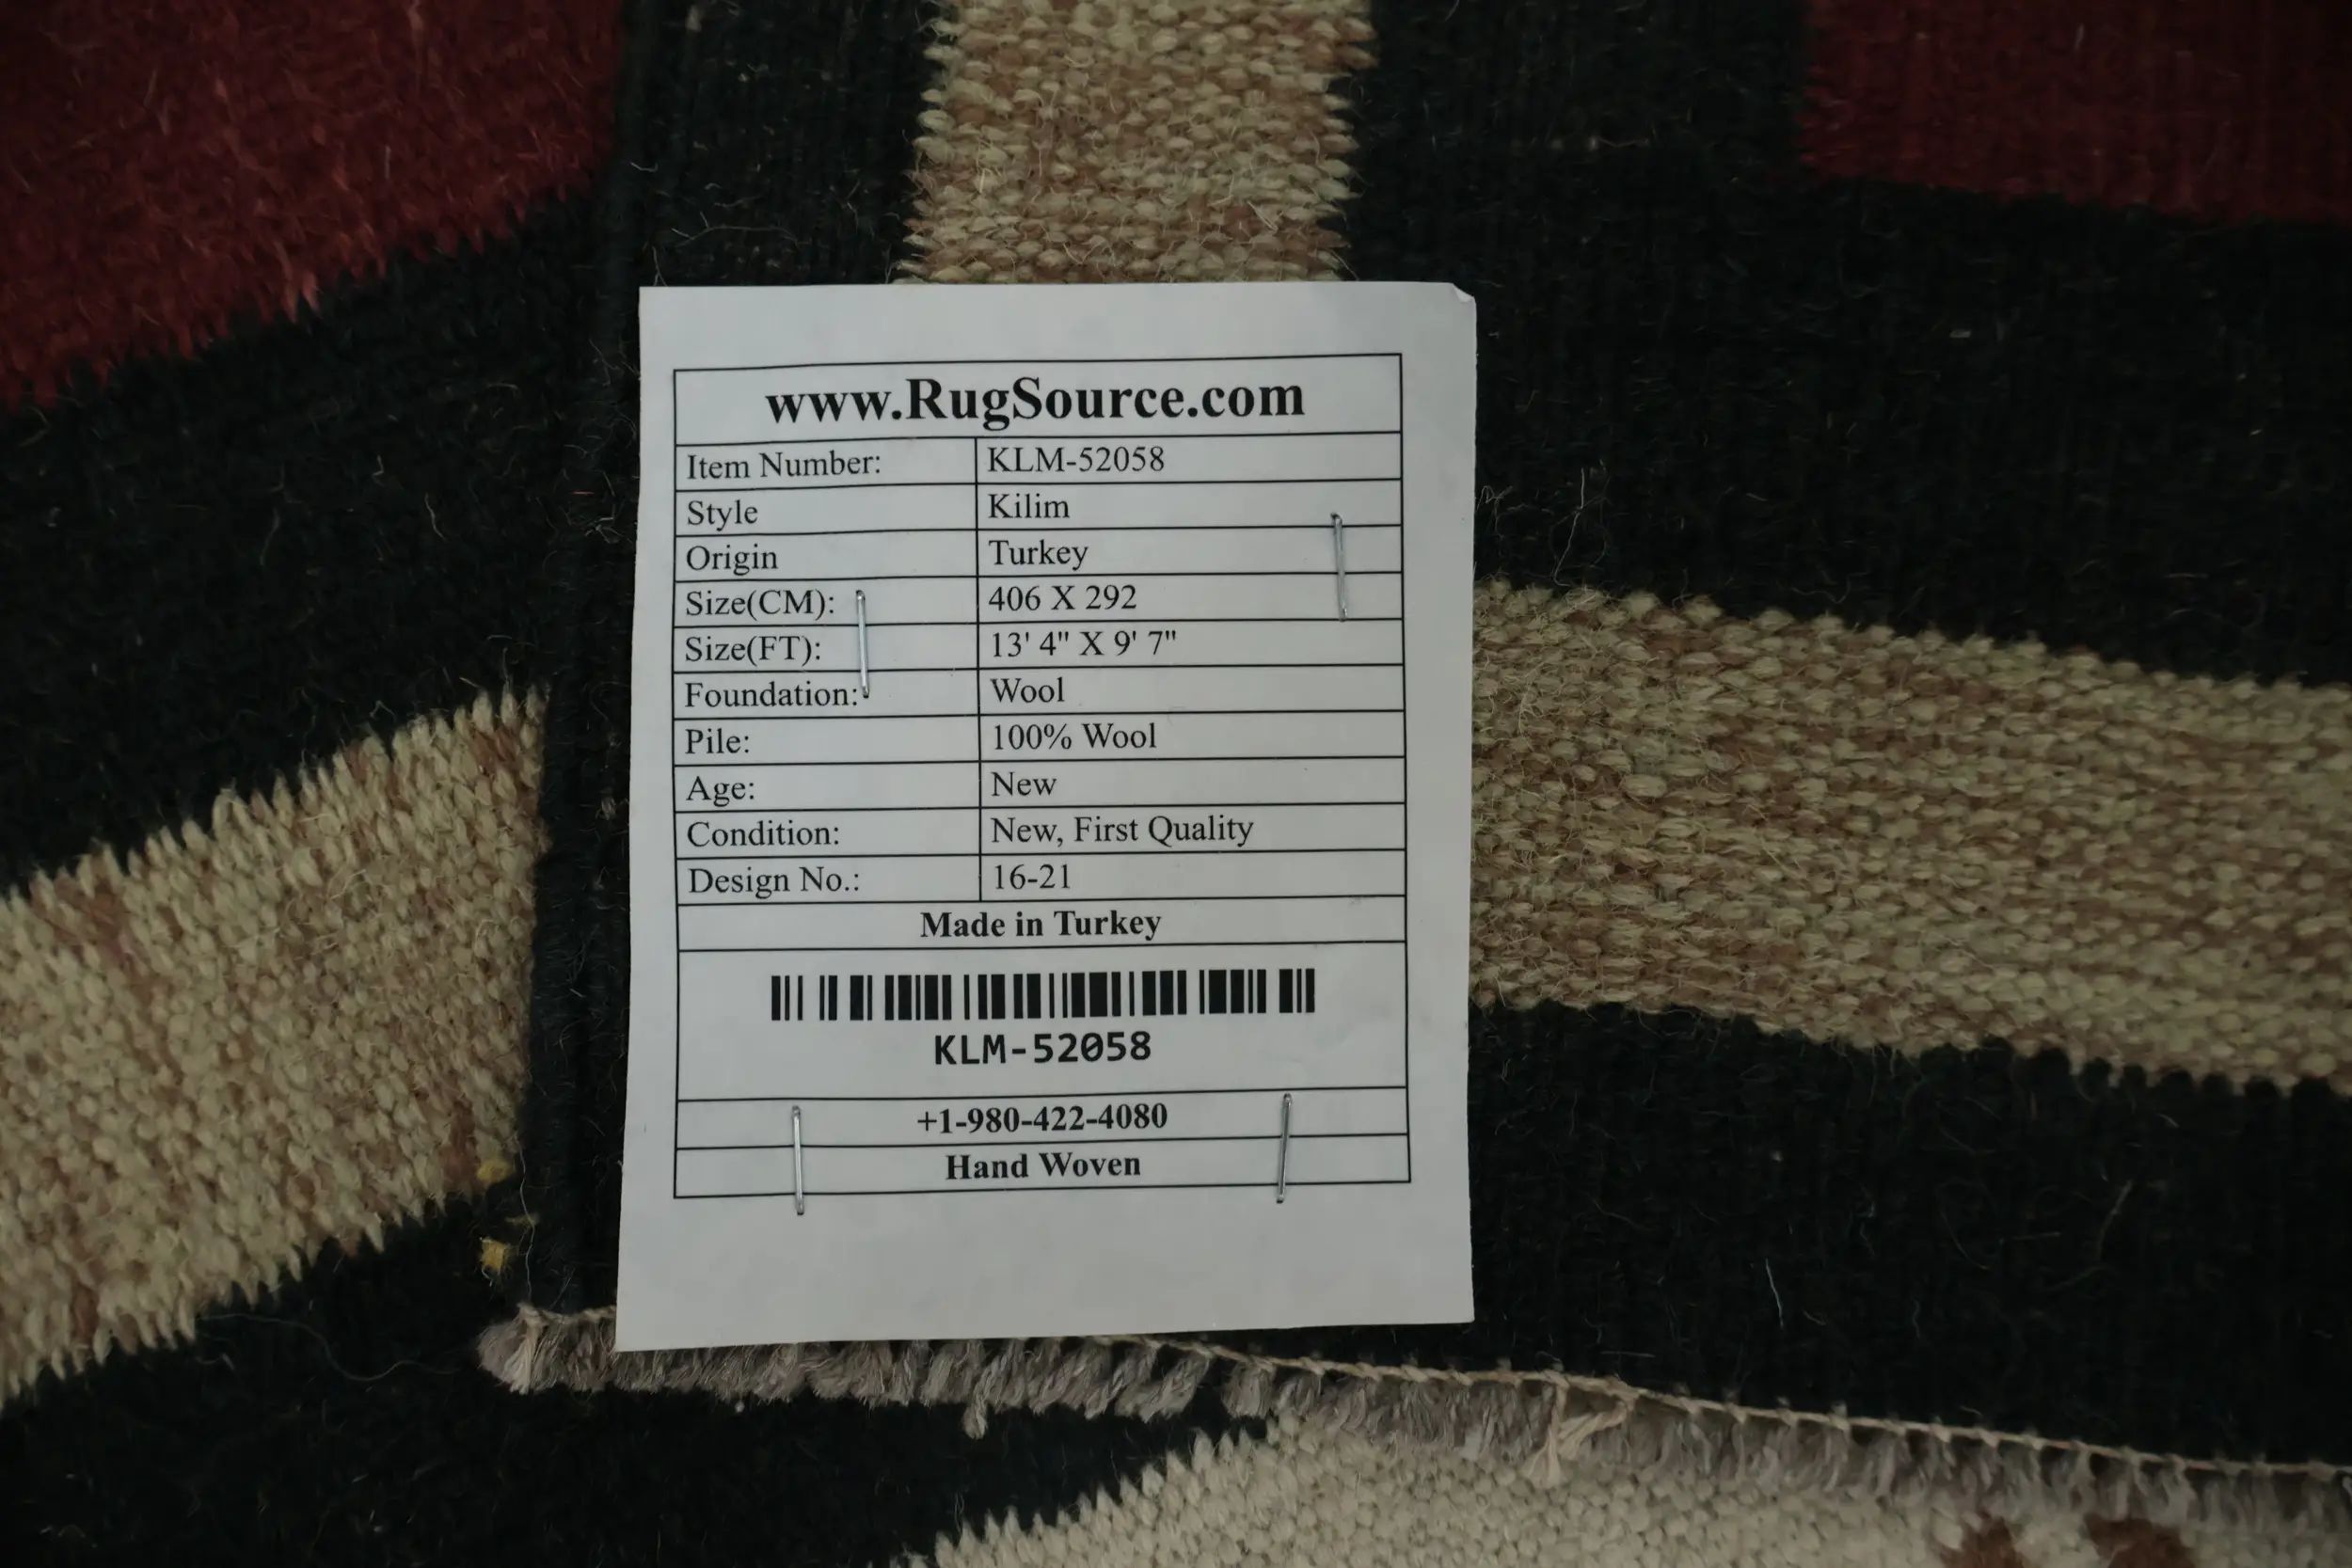 www.RugSource.com
Item Number: KLM-52058
Style Kilim
Origin Turkey
Size(CM): 406 X 292
Size(FT): 13' 4" X 9' 7"
Foundation: Wool
Pile: 100% Wool
Age: New
Condition: New, First Quality
Design No.: 16-21
Made in Turkey
KLM-52058
+1-980-422-4080
Hand Woven